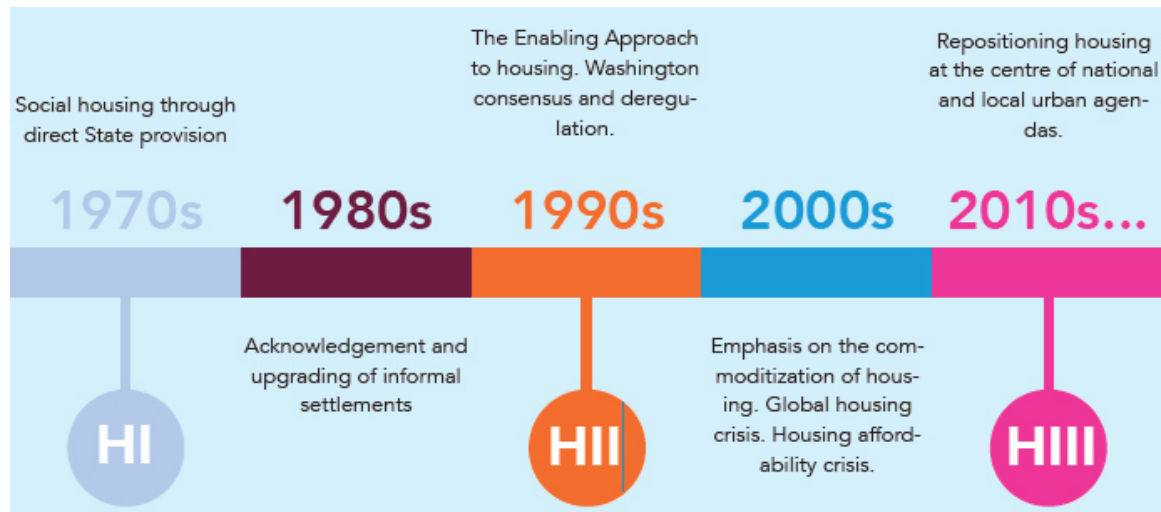 Social housing through
direct State provision
The Enabling Approach
to housing. Washington
consensus and deregu-
lation.
Repositioning housing
at the centre of national
and local urban agen-
das.
1970s
1980s
1990s
2000s
2010s...
Acknowledgement and
upgrading of informal
settlements
Emphasis on the com-
moditization of hous-
ing. Global housing
crisis. Housing afford-
ability crisis.
HI
HII
HIII